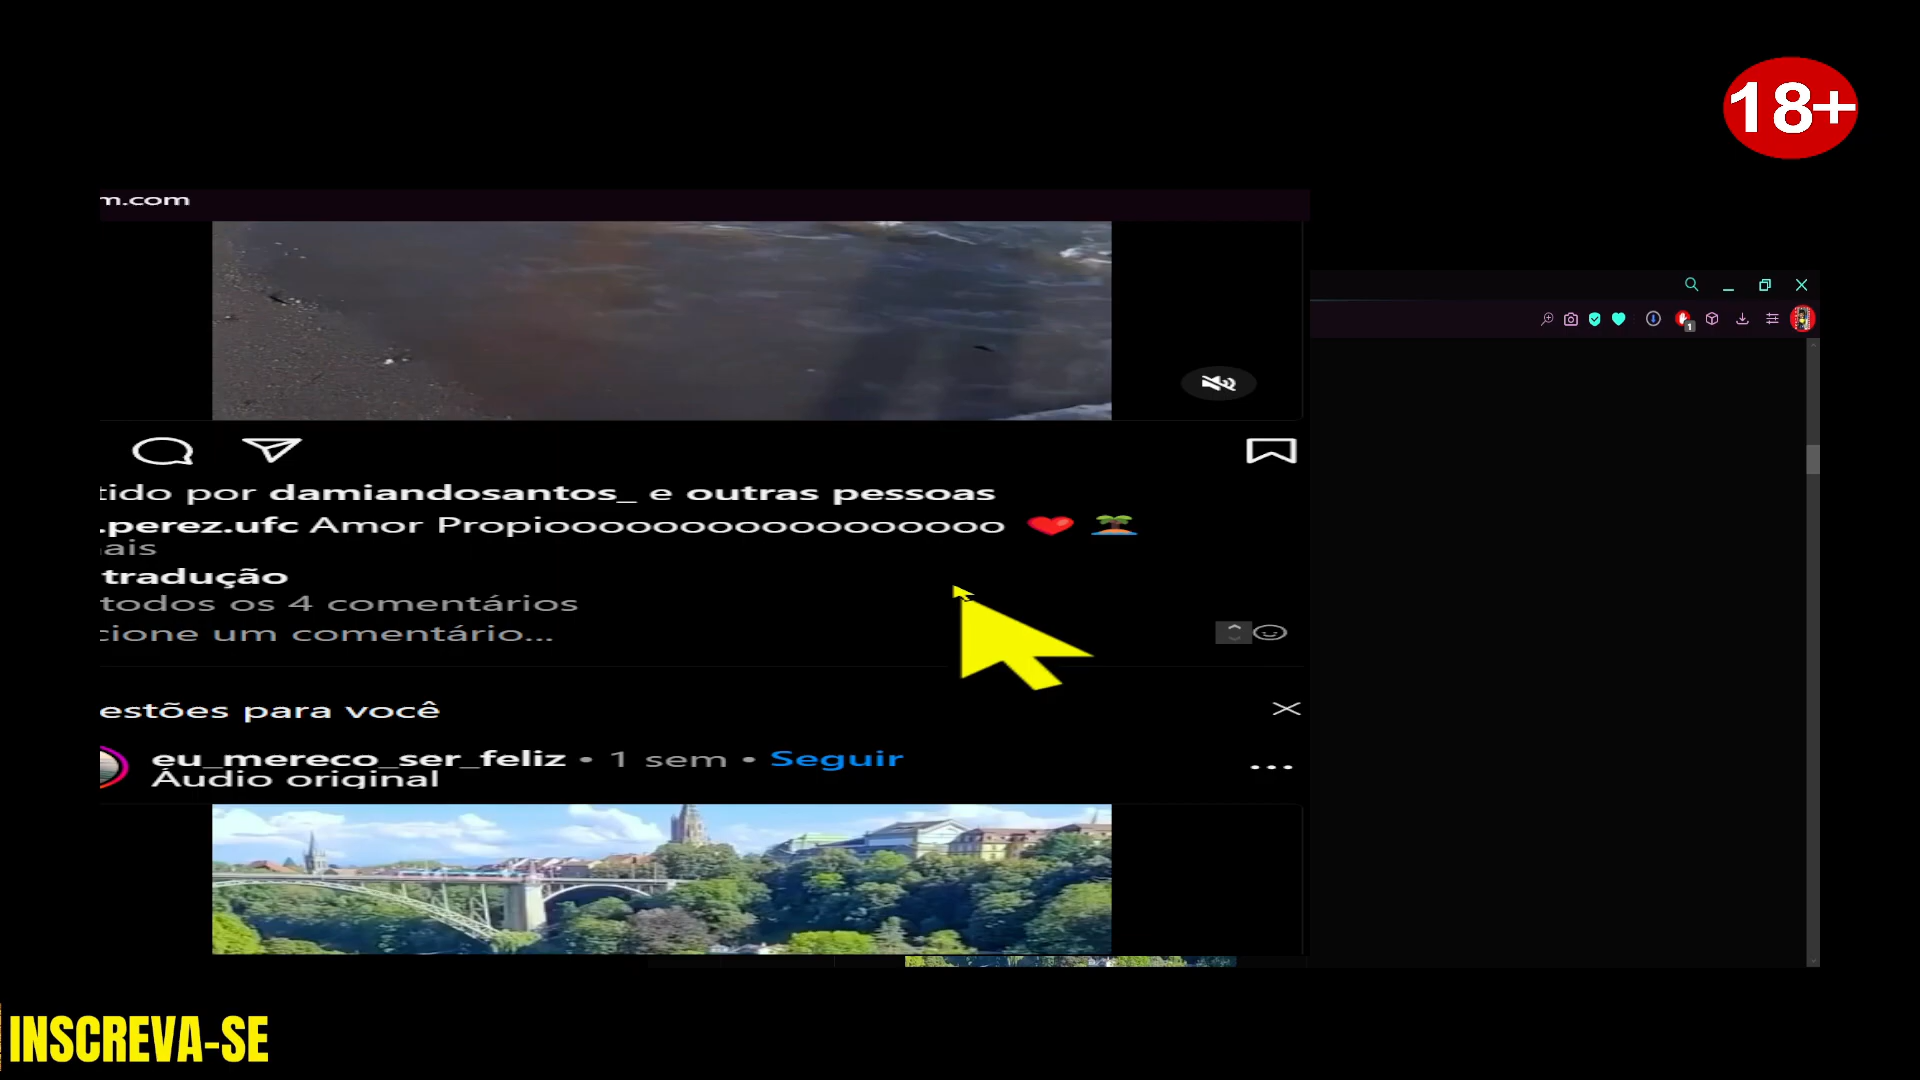 18+
m.com
1
tido por damiandosantos_ e outras pessoas
.perez.ufc Amor Propioooooooooooooooooo ❤️ 🏝️
ais
tradução
todos os 4 comentários
cione um comentário...
estões para você
eu_mereco_ser_feliz • 1 sem • Seguir
Áudio original
INSCREVA-SE